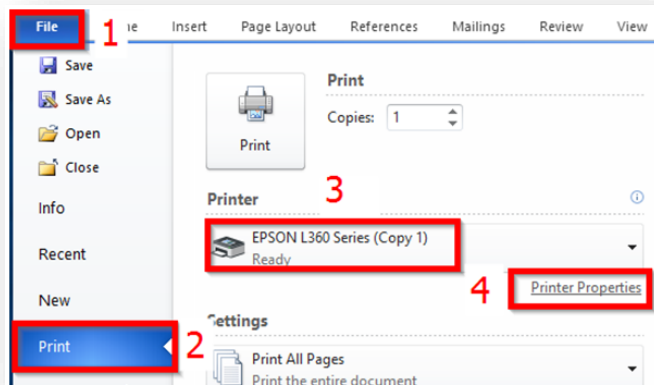 File 1 Insert Page Layout References Mailings Review View
Save
Save As
Open
Close
Info
Recent
New
Print 2
Print
Print
Copies: 1
3
Printer
EPSON L360 Series (Copy 1)
Ready
4 Printer Properties
Settings
Print All Pages
Print the entire document